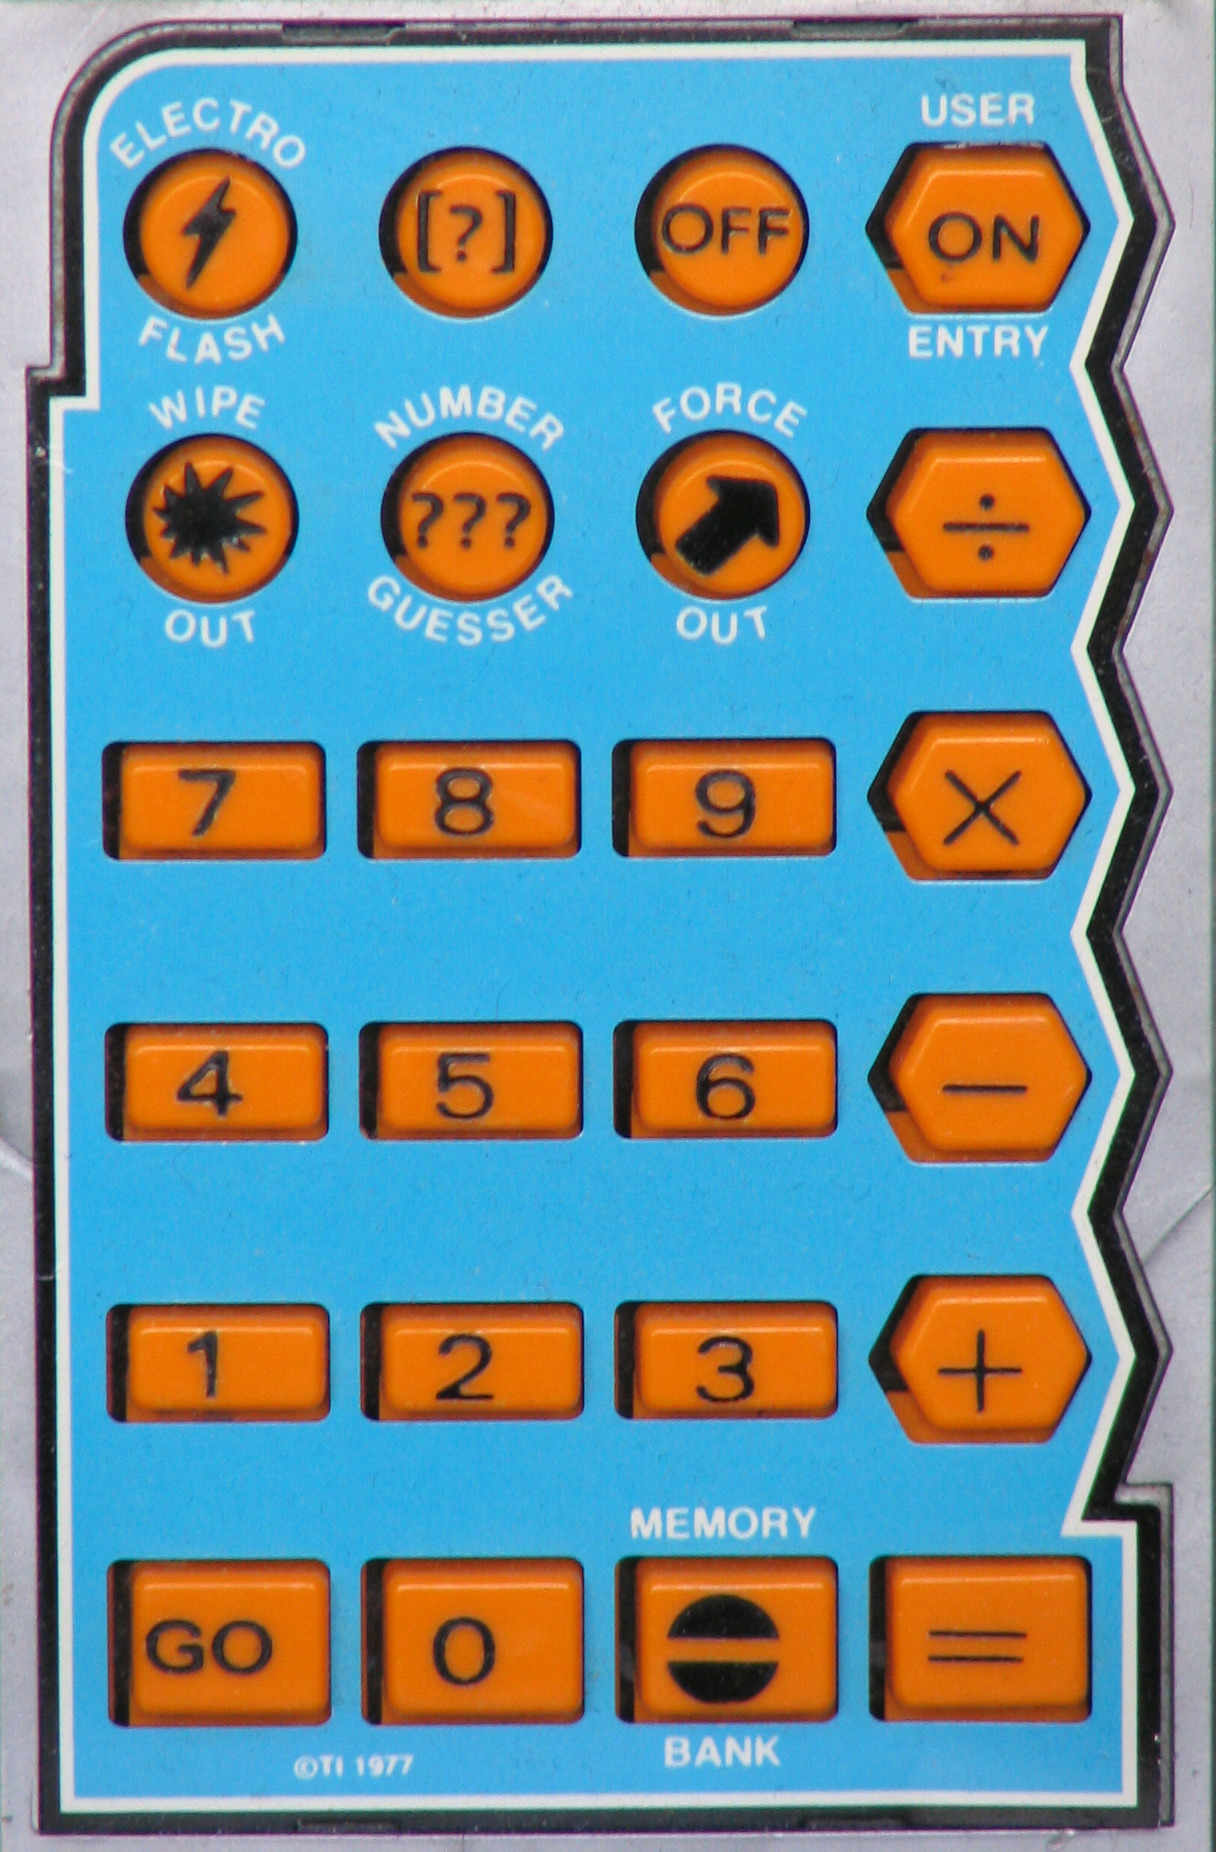 USER
ELECTRO
[?]
OFF
ON
FLASH
ENTRY
WIPE
NUMBER
FORCE
???
÷
OUT
GUESSER
OUT
7
8
9
×
4
5
6
−
1
2
3
+
MEMORY
GO
0
=
BANK
©TI 1977